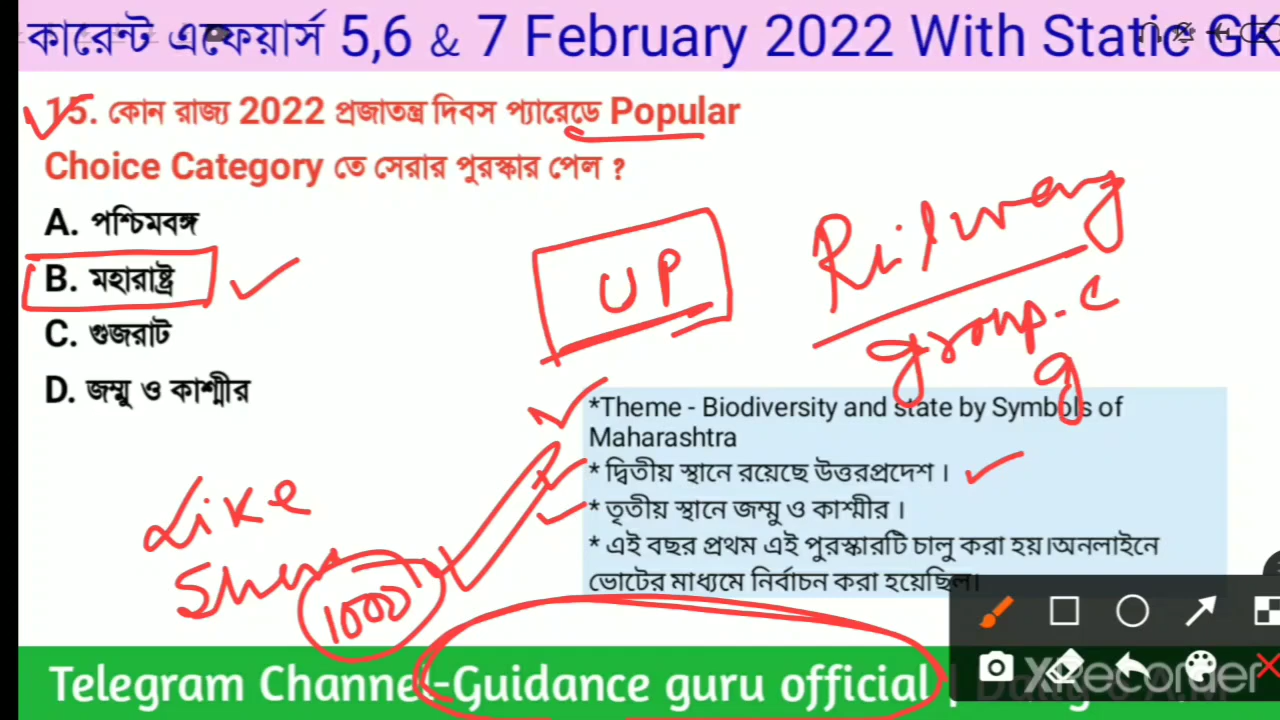 কারেন্ট এফেয়ার্স 5,6 & 7 February 2022 With Static GK
15. কোন রাজ্য 2022 প্রজাতন্ত্র দিবস প্যারেডে Popular
Choice Category তে সেরার পুরস্কার পেল ?
A. পশ্চিমবঙ্গ
B. মহারাষ্ট্র
C. গুজরাট
D. জম্মু ও কাশ্মীর
UP
Railway
group-c
g
*Theme - Biodiversity and state by Symbols of
Maharashtra
* দ্বিতীয় স্থানে রয়েছে উত্তরপ্রদেশ।
* তৃতীয় স্থানে জম্মু ও কাশ্মীর।
* এই বছর প্রথম এই পুরস্কারটি চালু করা হয়।অনলাইনে
ভোটের মাধ্যমে নির্বাচন করা হয়েছিল।
Like
Share
1000
Telegram Channel-Guidance guru official |
XRecorder